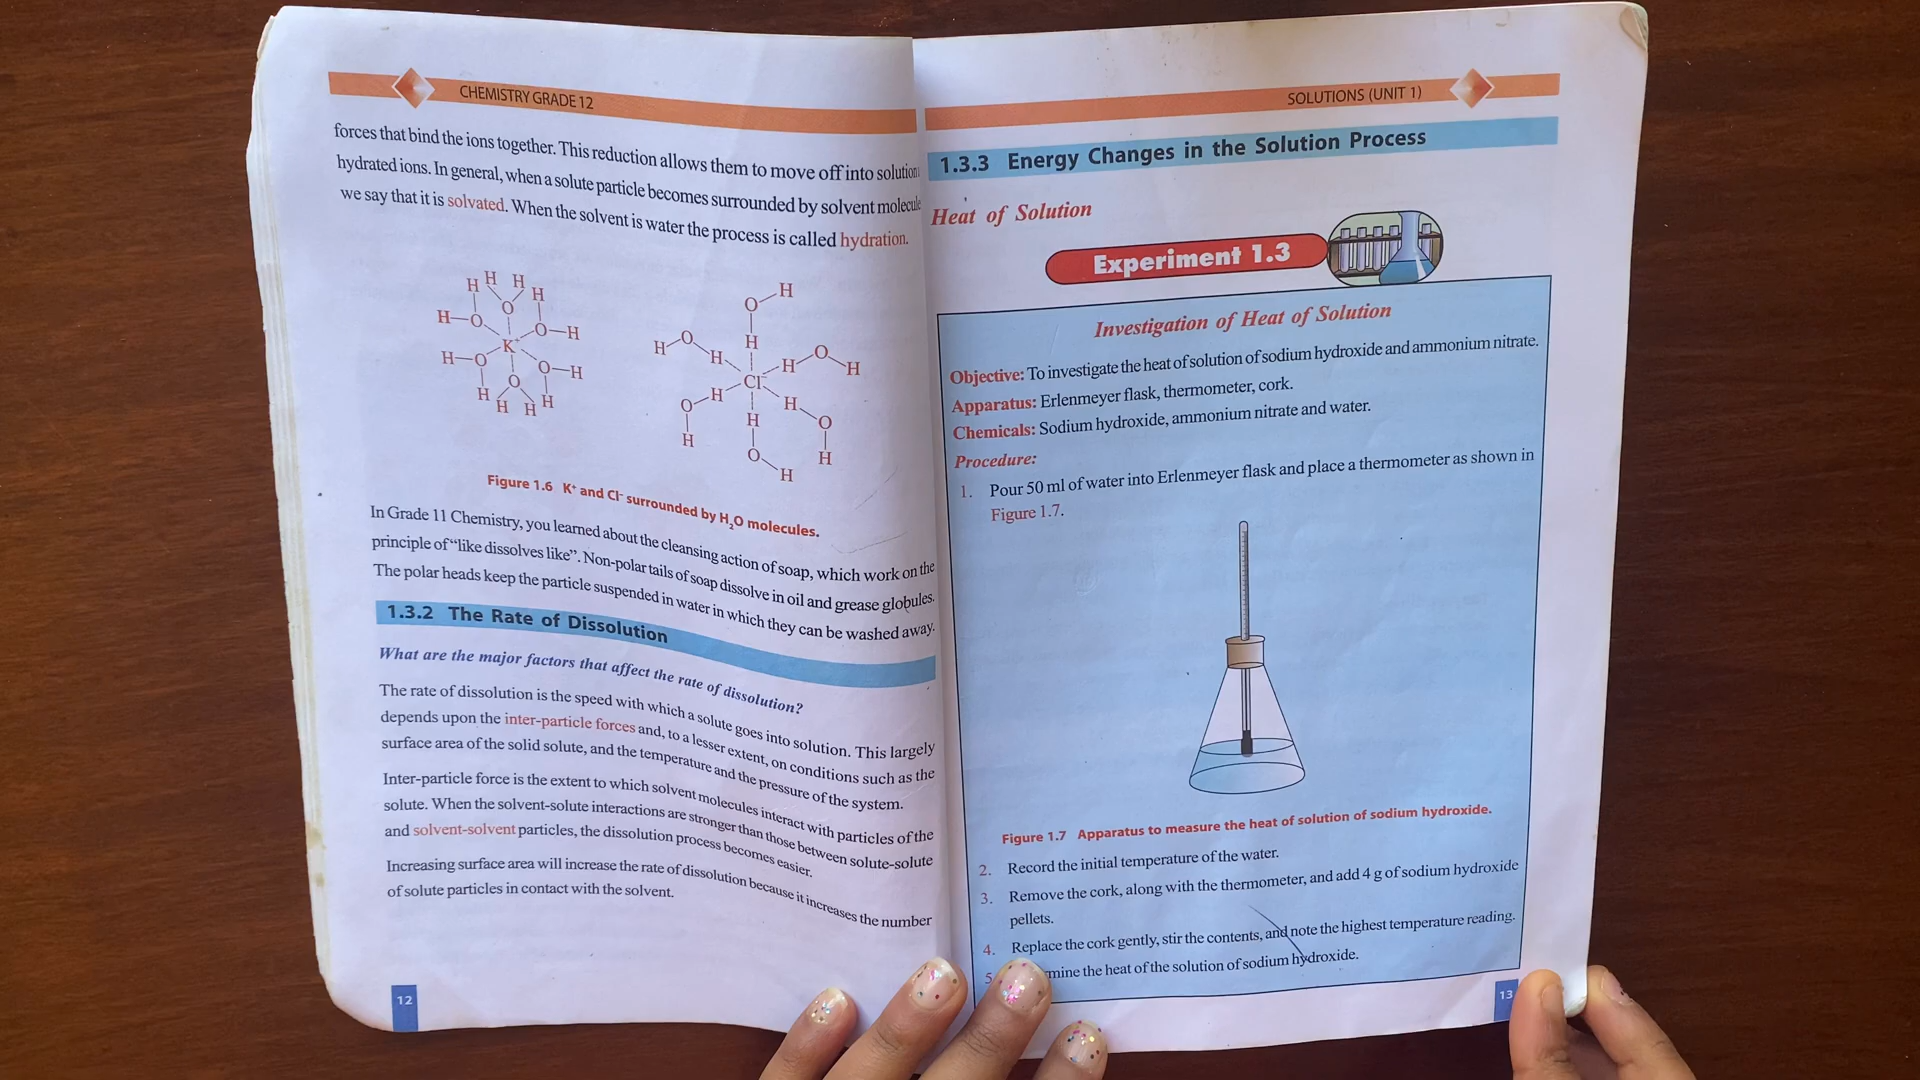 CHEMISTRY GRADE 12
forces that bind the ions together. This reduction allows them to move off into solution
hydrated ions. In general, when a solute particle becomes surrounded by solvent
we say that it is solvated. When the solvent is water the process is called hydration.
H H H H
H—O O O—H
K⁺
H—O O O—H
H H H H
O—H
H
H—O—H
H—O—H
Cl⁻
H—O—H
H—O—H
H
O—H
Figure 1.6 K⁺ and Cl⁻ surrounded by H₂O molecules.
In Grade 11 Chemistry, you learned about the cleansing action of soap, which work on the
principle of "like dissolves like". Non-polar tails of soap dissolve in oil and grease globules.
The polar heads keep the particle suspended in water in which they can be washed away.
1.3.2 The Rate of Dissolution
What are the major factors that affect the rate of dissolution?
The rate of dissolution is the speed with which a solute goes into solution. This largely
depends upon the inter-particle forces and, to a lesser extent, on conditions such as the
surface area of the solid solute, and the temperature and the pressure of the system.
Inter-particle force is the extent to which solvent molecules interact with particles of the
solute. When the solvent-solute interactions are stronger than those between solute-solute
and solvent-solvent particles, the dissolution process becomes easier.
Increasing surface area will increase the rate of dissolution because it increases the number
of solute particles in contact with the solvent.
12
SOLUTIONS (UNIT 1)
1.3.3 Energy Changes in the Solution Process
Heat of Solution
Experiment 1.3
Investigation of Heat of Solution
Objective: To investigate the heat of solution of sodium hydroxide and ammonium nitrate.
Apparatus: Erlenmeyer flask, thermometer, cork.
Chemicals: Sodium hydroxide, ammonium nitrate and water.
Procedure:
1. Pour 50 ml of water into Erlenmeyer flask and place a thermometer as shown in
Figure 1.7.
Figure 1.7 Apparatus to measure the heat of solution of sodium hydroxide.
2. Record the initial temperature of the water.
3. Remove the cork, along with the thermometer, and add 4 g of sodium hydroxide
pellets.
4. Replace the cork gently, stir the contents, and note the highest temperature reading.
5 mine the heat of the solution of sodium hydroxide.
13